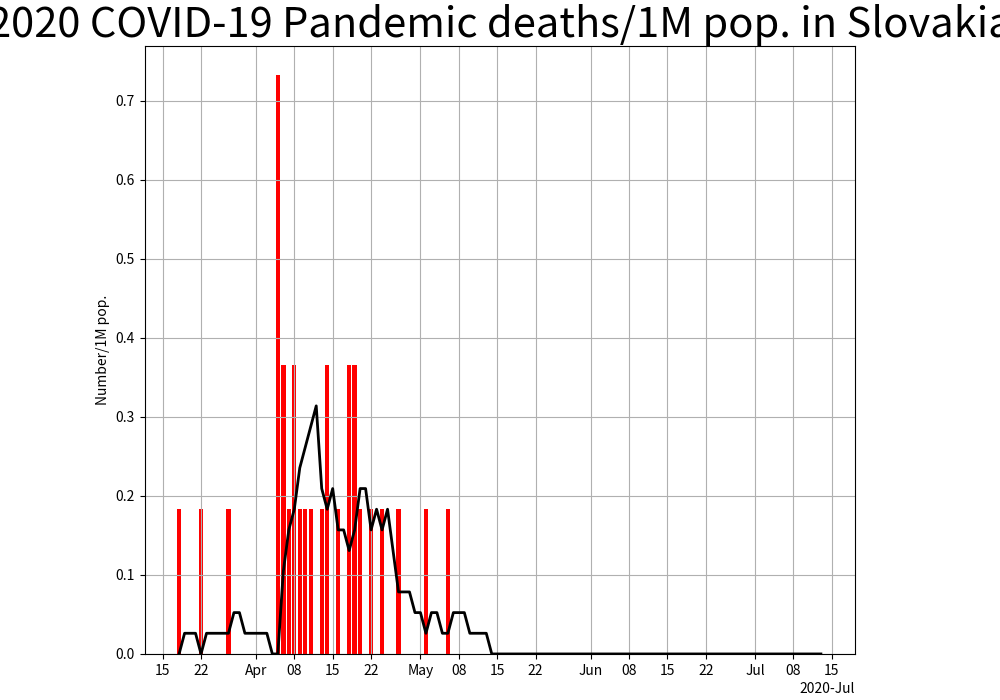 2020 COVID-19 Pandemic deaths/1M pop. in Slovakia
0.7
0.6
0.5
0.4
0.3
0.2
0.1
0.0
Number/1M pop.
15 22 Apr 08 15 22 May 08 15 22 Jun 08 15 22 Jul 08 15
2020-Jul